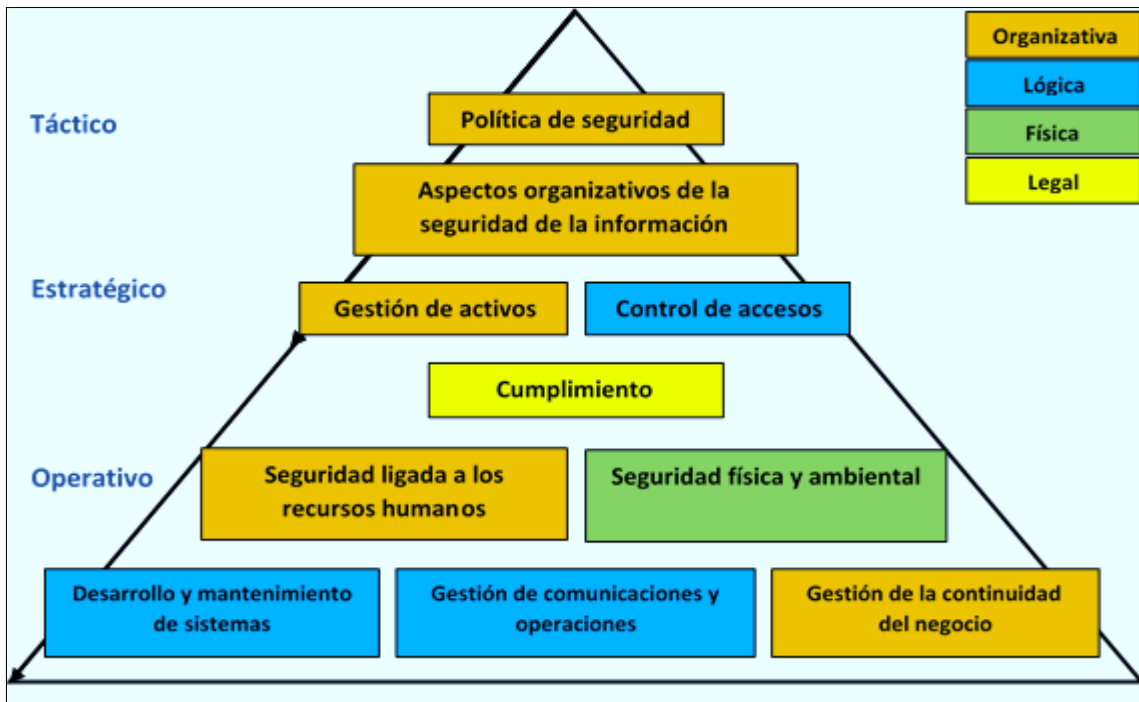 Organizativa
Lógica
Física
Legal
Táctico
Política de seguridad
Aspectos organizativos de la
seguridad de la información
Estratégico
Gestión de activos
Control de accesos
Cumplimiento
Operativo
Seguridad ligada a los
recursos humanos
Seguridad física y ambiental
Desarrollo y mantenimiento
de sistemas
Gestión de comunicaciones y
operaciones
Gestión de la continuidad
del negocio